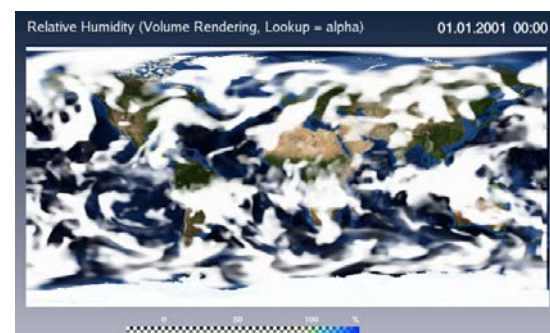 Relative Humidity (Volume Rendering, Lookup = alpha) 01.01.2001 00:00
0 50 100 %